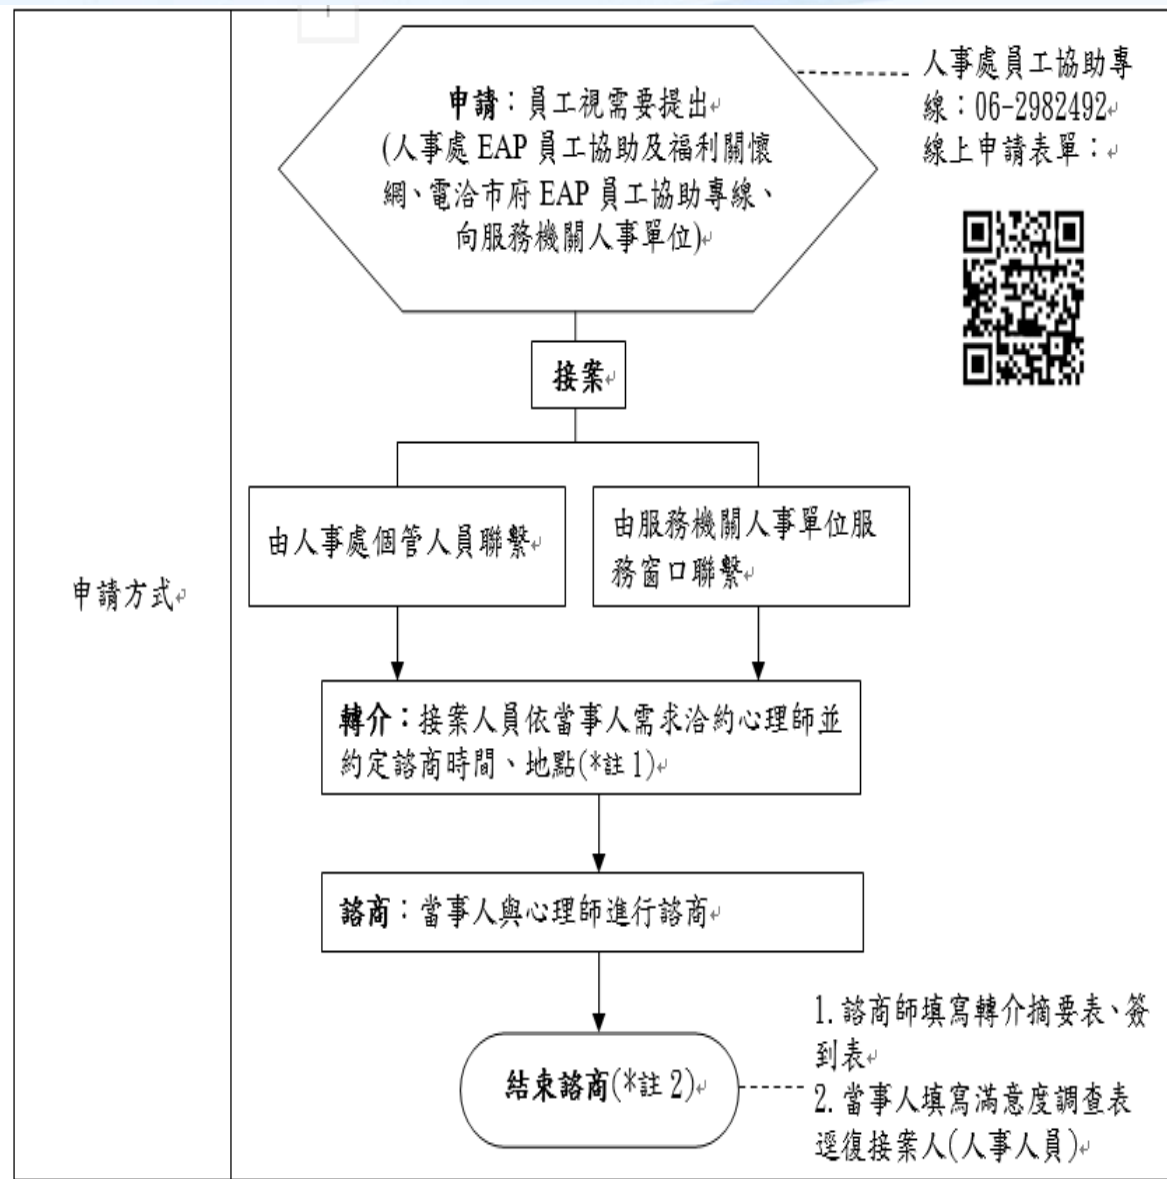 申請：員工視需要提出
(人事處 EAP 員工協助及福利關懷
網、電洽市府 EAP 員工協助專線、
向服務機關人事單位)
人事處員工協助專
線：06-2982492
線上申請表單：
接案
由人事處個管人員聯繫
由服務機關人事單位服
務窗口聯繫
申請方式
轉介：接案人員依當事人需求洽約心理師並
約定諮商時間、地點(*註 1)
諮商：當事人與心理師進行諮商
結束諮商(*註 2)
1. 諮商師填寫轉介摘要表、簽
到表
2. 當事人填寫滿意度調查表
逕復接案人(人事人員)